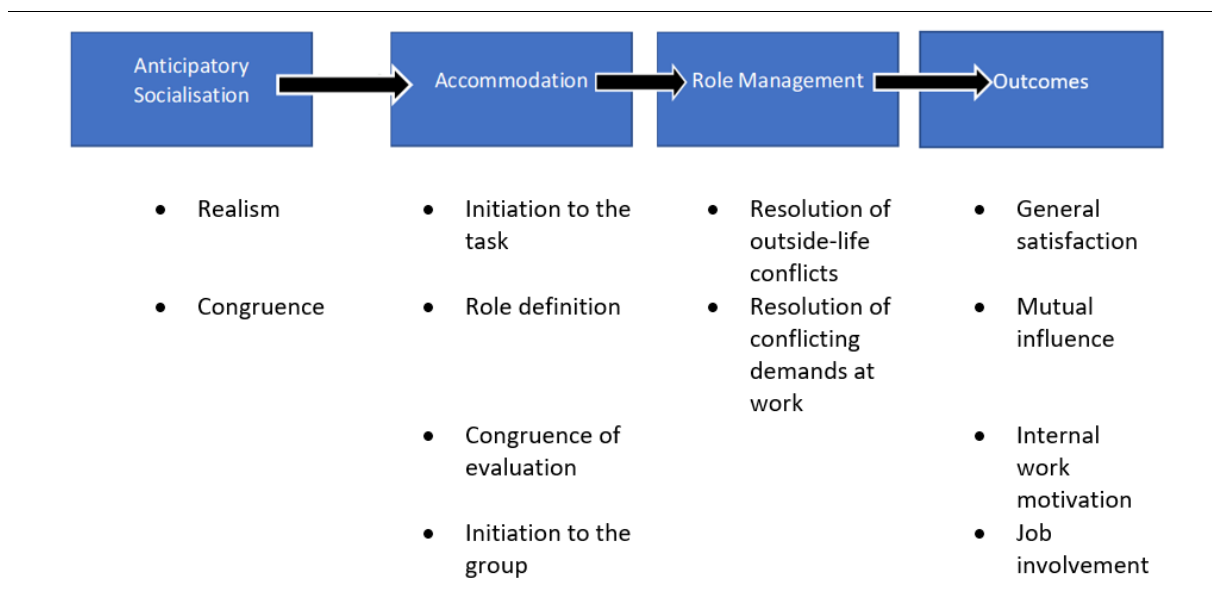 Anticipatory
Socialisation
Accommodation
Role Management
Outcomes
• Realism
• Congruence
• Initiation to the
task
• Role definition
• Congruence of
evaluation
• Initiation to the
group
• Resolution of
outside-life
conflicts
• Resolution of
conflicting
demands at
work
• General
satisfaction
• Mutual
influence
• Internal
work
motivation
• Job
involvement